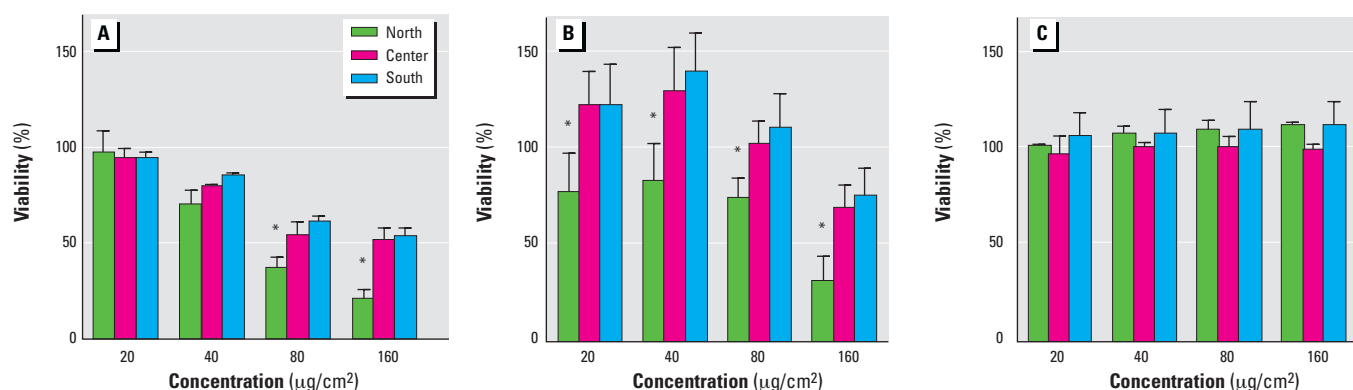 A
North
Center
South
Viability (%)
150
100
50
0
*
*
20 40 80 160
Concentration (μg/cm²)
B
Viability (%)
150
100
50
0
*
*
*
*
20 40 80 160
Concentration (μg/cm²)
C
Viability (%)
150
100
50
0
20 40 80 160
Concentration (μg/cm²)